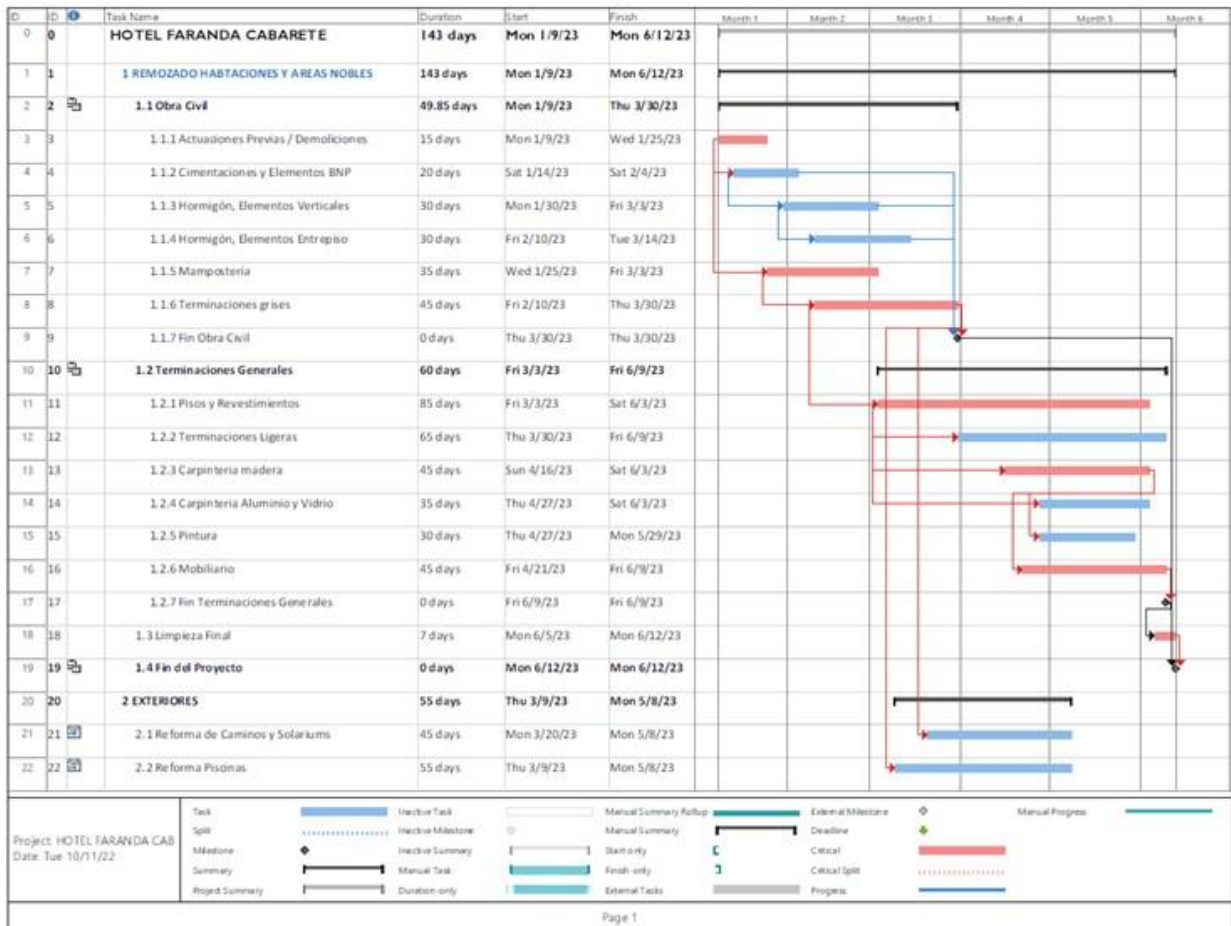 ID ID Task Name Duration Start Finish Month 1 Month 2 Month 3 Month 4 Month 5 Month 6
0 0 HOTEL FARANDA CABARETE 143 days Mon 1/9/23 Mon 6/12/23
1 1 1 REMOZADO HABTACIONES Y AREAS NOBLES 143 days Mon 1/9/23 Mon 6/12/23
2 2 1.1 Obra Civil 49.85 days Mon 1/9/23 Thu 3/30/23
3 3 1.1.1 Actuaciones Previas / Demoliciones 15 days Mon 1/9/23 Wed 1/25/23
4 4 1.1.2 Cimentaciones y Elementos BNP 20 days Sat 1/14/23 Sat 2/4/23
5 5 1.1.3 Hormigón, Elementos Verticales 30 days Mon 1/30/23 Fri 3/3/23
6 6 1.1.4 Hormigón, Elementos Entrepiso 30 days Fri 2/10/23 Tue 3/14/23
7 7 1.1.5 Mampostería 35 days Wed 1/25/23 Fri 3/3/23
8 8 1.1.6 Terminaciones grises 45 days Fri 2/10/23 Thu 3/30/23
9 9 1.1.7 Fin Obra Civil 0 days Thu 3/30/23 Thu 3/30/23
10 10 1.2 Terminaciones Generales 60 days Fri 3/3/23 Fri 6/9/23
11 11 1.2.1 Pisos y Revestimientos 85 days Fri 3/3/23 Sat 6/3/23
12 12 1.2.2 Terminaciones Ligeras 65 days Thu 3/30/23 Fri 6/9/23
13 13 1.2.3 Carpinteria madera 45 days Sun 4/16/23 Sat 6/3/23
14 14 1.2.4 Carpinteria Aluminio y Vidrio 35 days Thu 4/27/23 Sat 6/3/23
15 15 1.2.5 Pintura 30 days Thu 4/27/23 Mon 5/29/23
16 16 1.2.6 Mobiliario 45 days Fri 4/21/23 Fri 6/9/23
17 17 1.2.7 Fin Terminaciones Generales 0 days Fri 6/9/23 Fri 6/9/23
18 18 1.3 Limpieza Final 7 days Mon 6/5/23 Mon 6/12/23
19 19 1.4 Fin del Proyecto 0 days Mon 6/12/23 Mon 6/12/23
20 20 2 EXTERIORES 55 days Thu 3/9/23 Mon 5/8/23
21 21 2.1 Reforma de Caminos y Solariums 45 days Mon 3/20/23 Mon 5/8/23
22 22 2.2 Reforma Piscinas 55 days Thu 3/9/23 Mon 5/8/23
Project: HOTEL FARANDA CAB
Date: Tue 10/11/22
Task Inactive Task Manual Summary Rollup External Milestone Manual Progress
Split Inactive Milestone Manual Summary Deadline
Milestone Inactive Summary Start-only Critical
Summary Manual Task Finish-only Critical Split
Project Summary Duration-only External Tasks Progress
Page 1